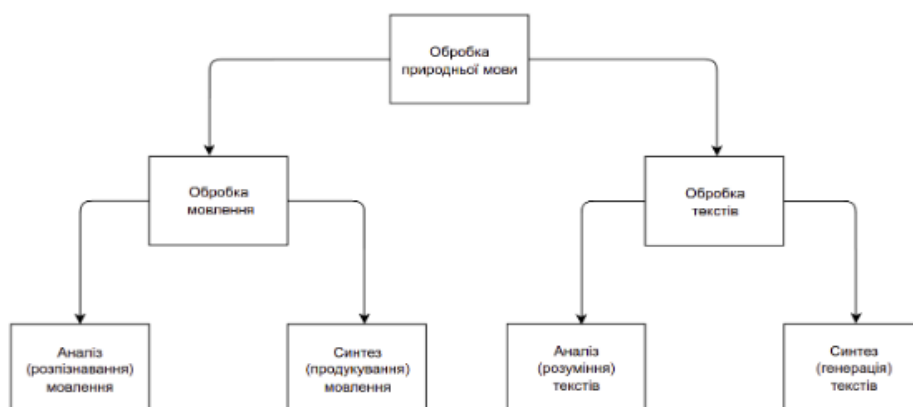 Обробка
природньої мови
Обробка
мовлення
Обробка
текстів
Аналіз
(розпізнавання)
мовлення
Синтез
(продукування)
мовлення
Аналіз
(розуміння)
текстів
Синтез
(генерація)
текстів